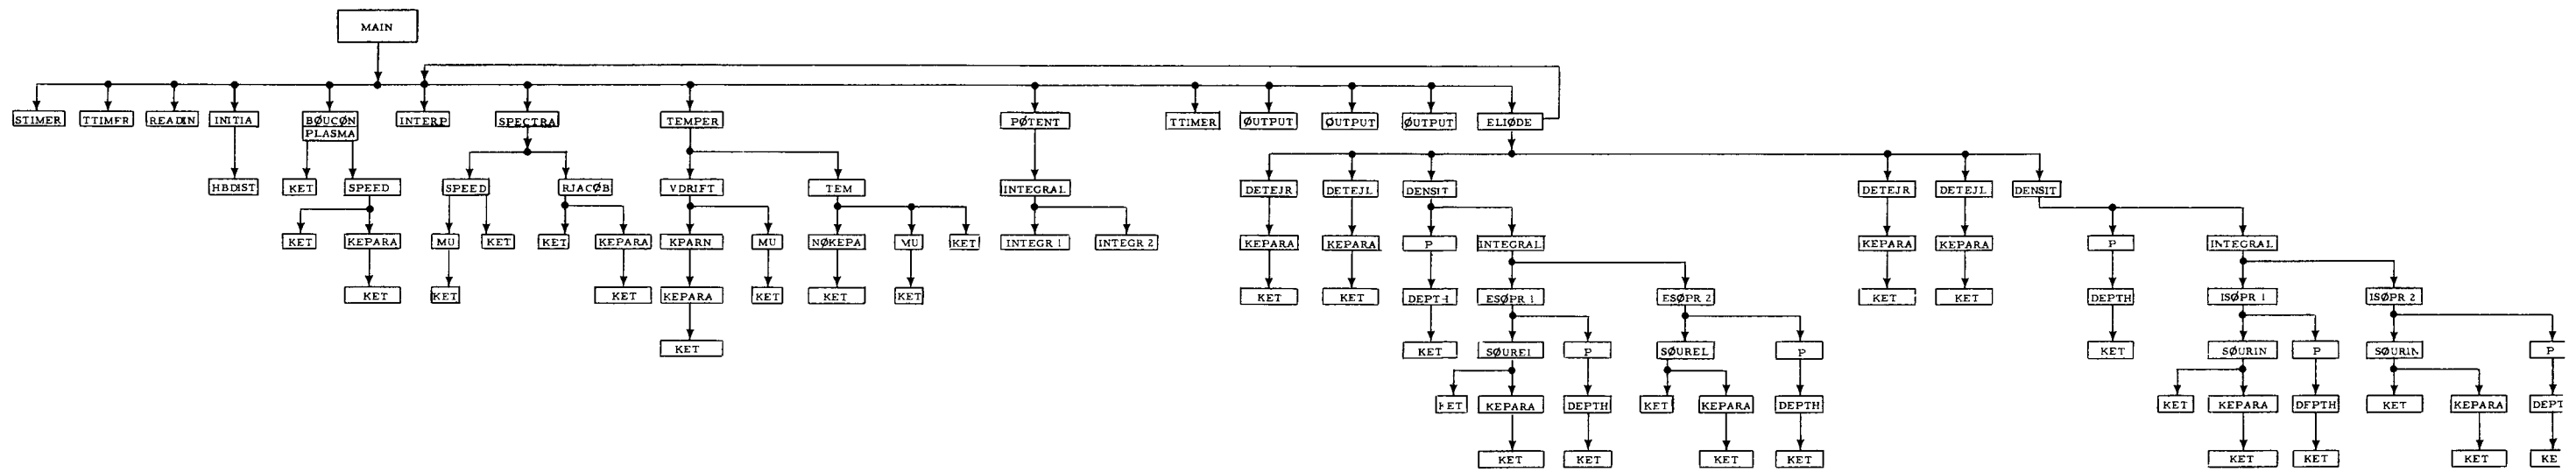 MAIN
STIMER TTIMER READIN INITIA BØUCØN INTERP SPECTRA TEMPER PØTENT TTIMER ØUTPUT ØUTPUT ØUTPUT ELIØDE
PLASMA
HBDIST KET SPEED SPEED RJACØB VDRIFT TEM INTEGRAL DETEJR DETEJL DENSIT DETEJR DETEJL DENSIT
KET KEPARA MU KET KET KEPARA KPARN MU NØKEPA MU KET INTEGR 1 INTEGR 2 KEPARA KEPARA P INTEGRAL KEPARA KEPARA P INTEGRAL
KET KET KET KEPARA KET KET KET KET KET DEPTH ESØPR 1 ESØPR 2 KET KET DEPTH ISØPR 1 ISØPR 2
KET KET P SØUREL P KET SØURIN P SØURIN P
KET KEPARA DEPTH KET KEPARA DEPTH KET KEPARA DEPTH KET KEPARA DEPT
KET KET KET KET KET KET KET KE